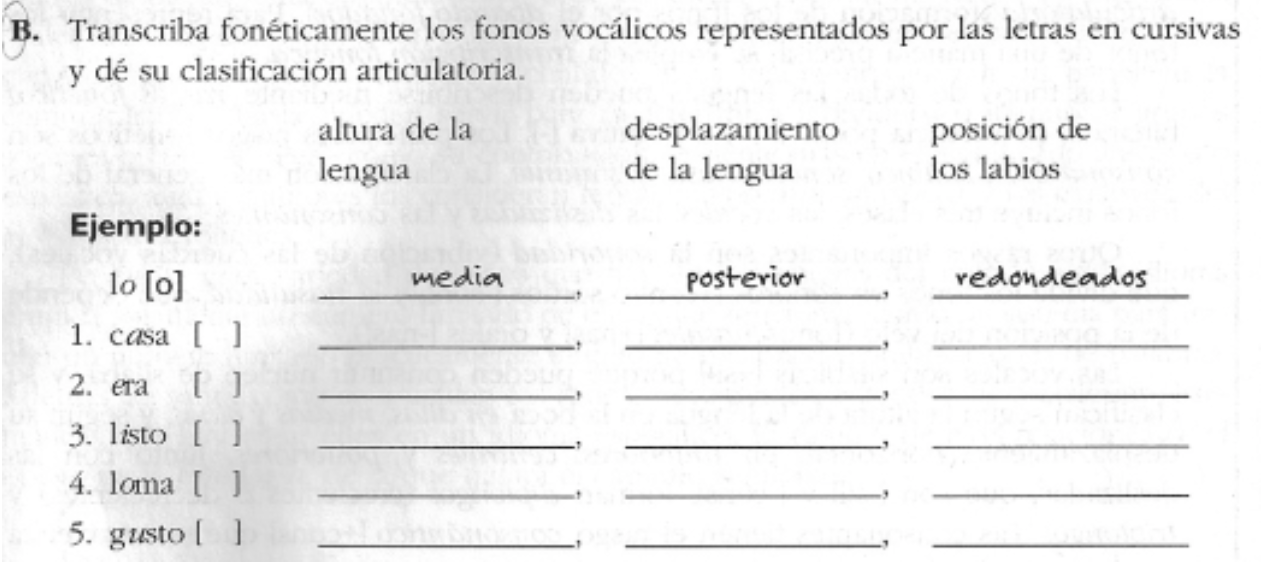 B. Transcriba fonéticamente los fonos vocálicos representados por las letras en cursivas
y dé su clasificación articulatoria.
altura de la desplazamiento posición de
lengua de la lengua los labios
Ejemplo:
lo [o] media, posterior, redondeados
1. casa [ ] , ,
2. era [ ] , ,
3. listo [ ] , ,
4. loma [ ] , ,
5. gusto [ ] , ,